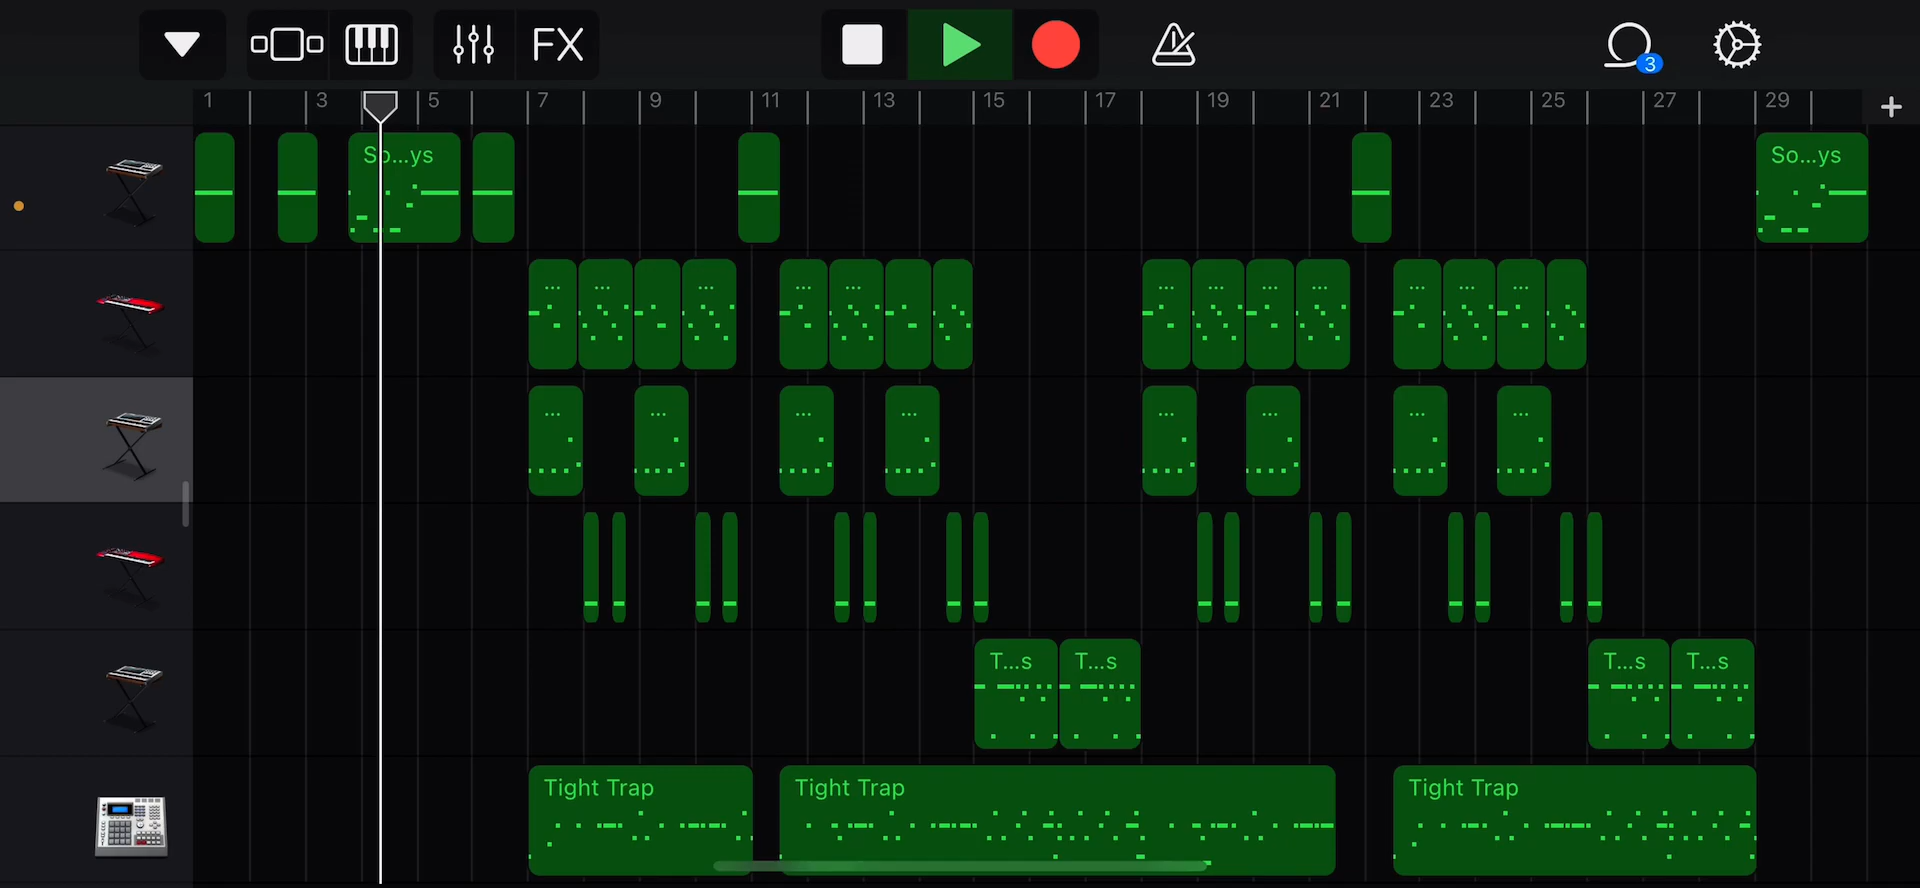 FX
3
1 3 5 7 9 11 13 15 17 19 21 23 25 27 29 +
So...ys So...ys
... ... ... ... ... ... ... ... ... ... ... ...
... ... ... ... ... ... ... ...
T...s T...s T...s T...s
Tight Trap Tight Trap Tight Trap